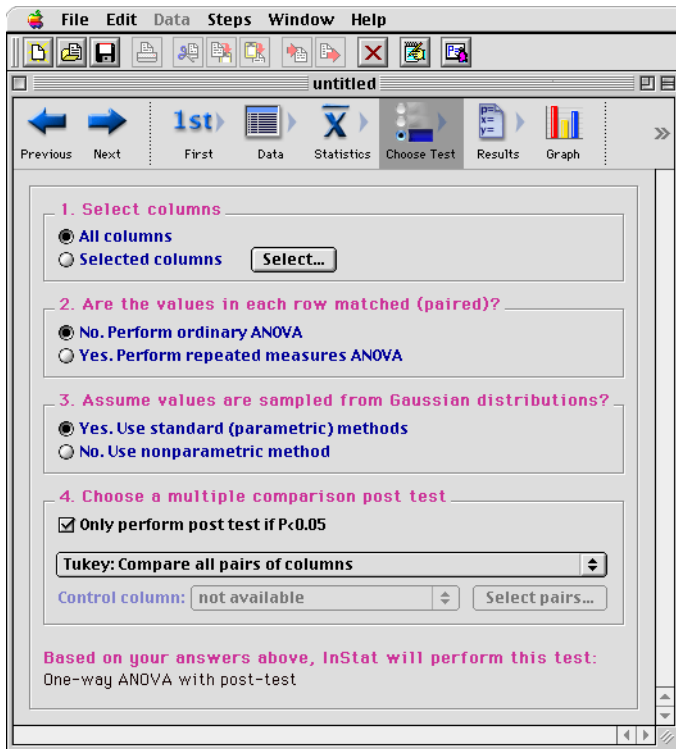 File Edit Data Steps Window Help
untitled
1st
X
p=
x=
y=
Previous Next First Data Statistics Choose Test Results Graph
1. Select columns
All columns
Selected columns Select...
2. Are the values in each row matched (paired)?
No. Perform ordinary ANOVA
Yes. Perform repeated measures ANOVA
3. Assume values are sampled from Gaussian distributions?
Yes. Use standard (parametric) methods
No. Use nonparametric method
4. Choose a multiple comparison post test
Only perform post test if P<0.05
Tukey: Compare all pairs of columns
Control column: not available Select pairs...
Based on your answers above, InStat will perform this test:
One-way ANOVA with post-test